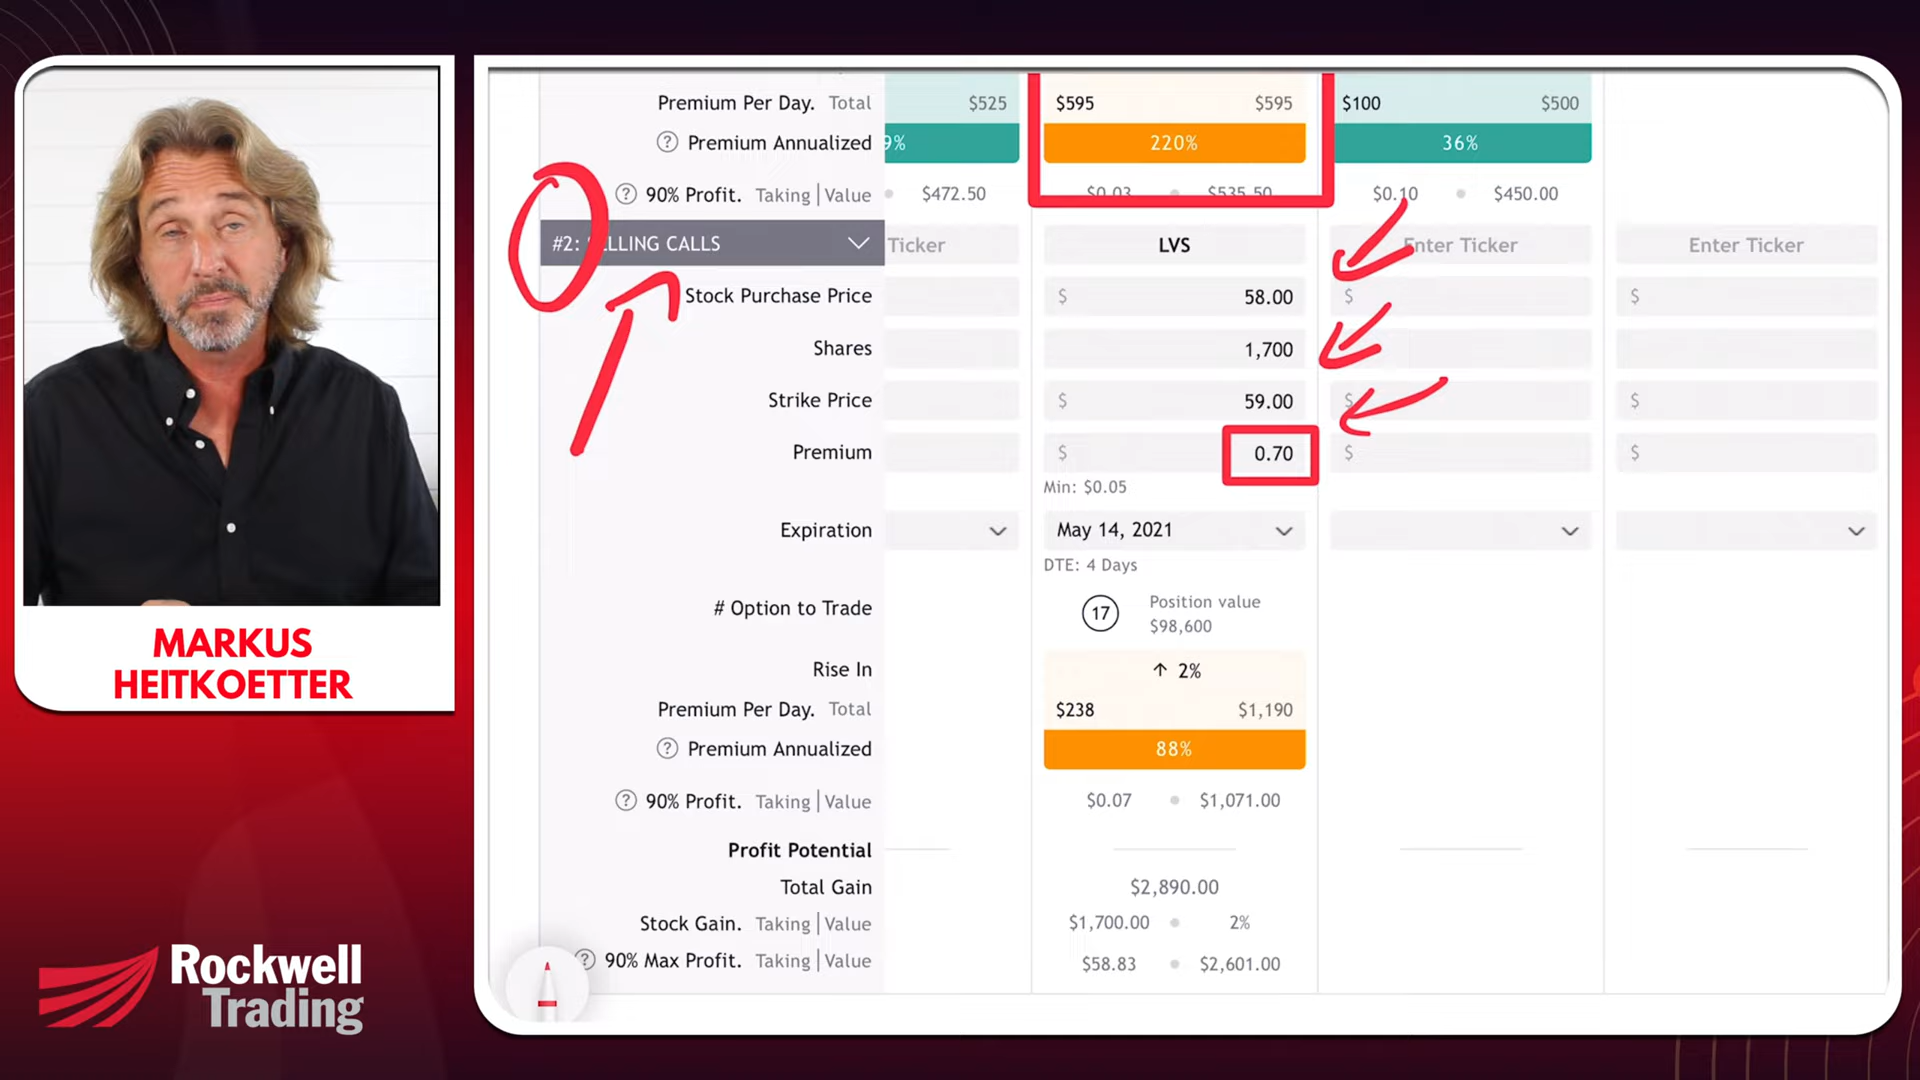 Premium Per Day. Total $525 $595 $595 $100 $500
Premium Annualized 9% 220% 36%
90% Profit. Taking | Value $472.50 $0.03 $535.50 $0.10 $450.00
#2: SELLING CALLS Ticker LVS Enter Ticker Enter Ticker
Stock Purchase Price $ 58.00 $ $
Shares 1,700
Strike Price $ 59.00 $ $
Premium $ 0.70 $ $
Min: $0.05
Expiration May 14, 2021
DTE: 4 Days
# Option to Trade 17 Position value
$98,600
Rise In ↑ 2%
Premium Per Day. Total $238 $1,190
Premium Annualized 88%
90% Profit. Taking | Value $0.07 $1,071.00
Profit Potential
Total Gain $2,890.00
Stock Gain. Taking | Value $1,700.00 2%
90% Max Profit. Taking | Value $58.83 $2,601.00
MARKUS
HEITKOETTER
Rockwell
Trading